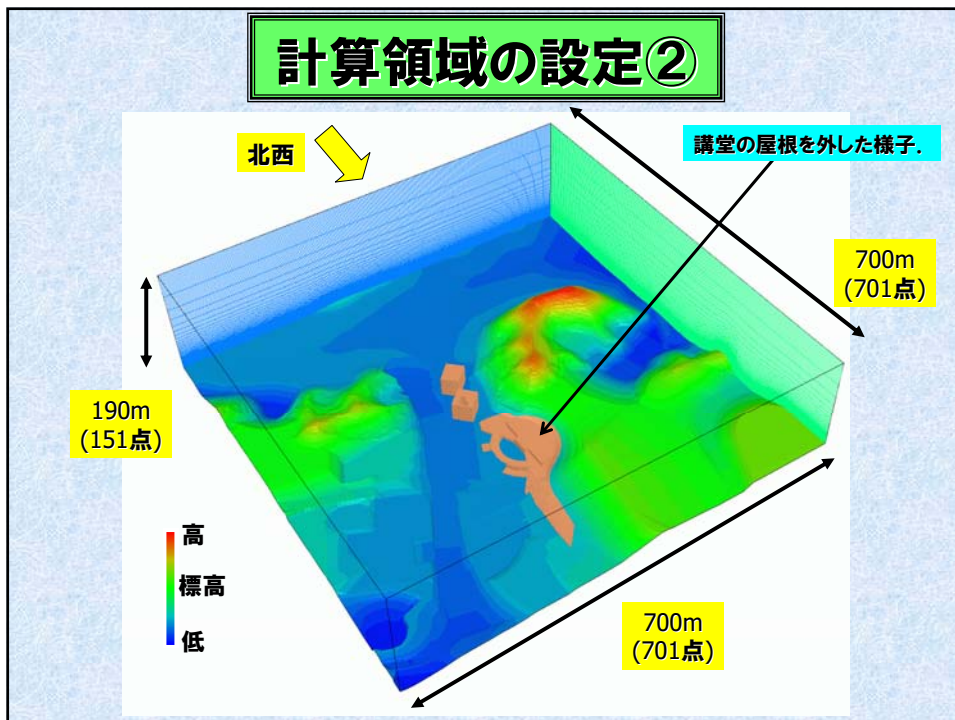 計算領域の設定②
北西
講堂の屋根を外した様子．
700m
(701点)
190m
(151点)
高
標高
低
700m
(701点)